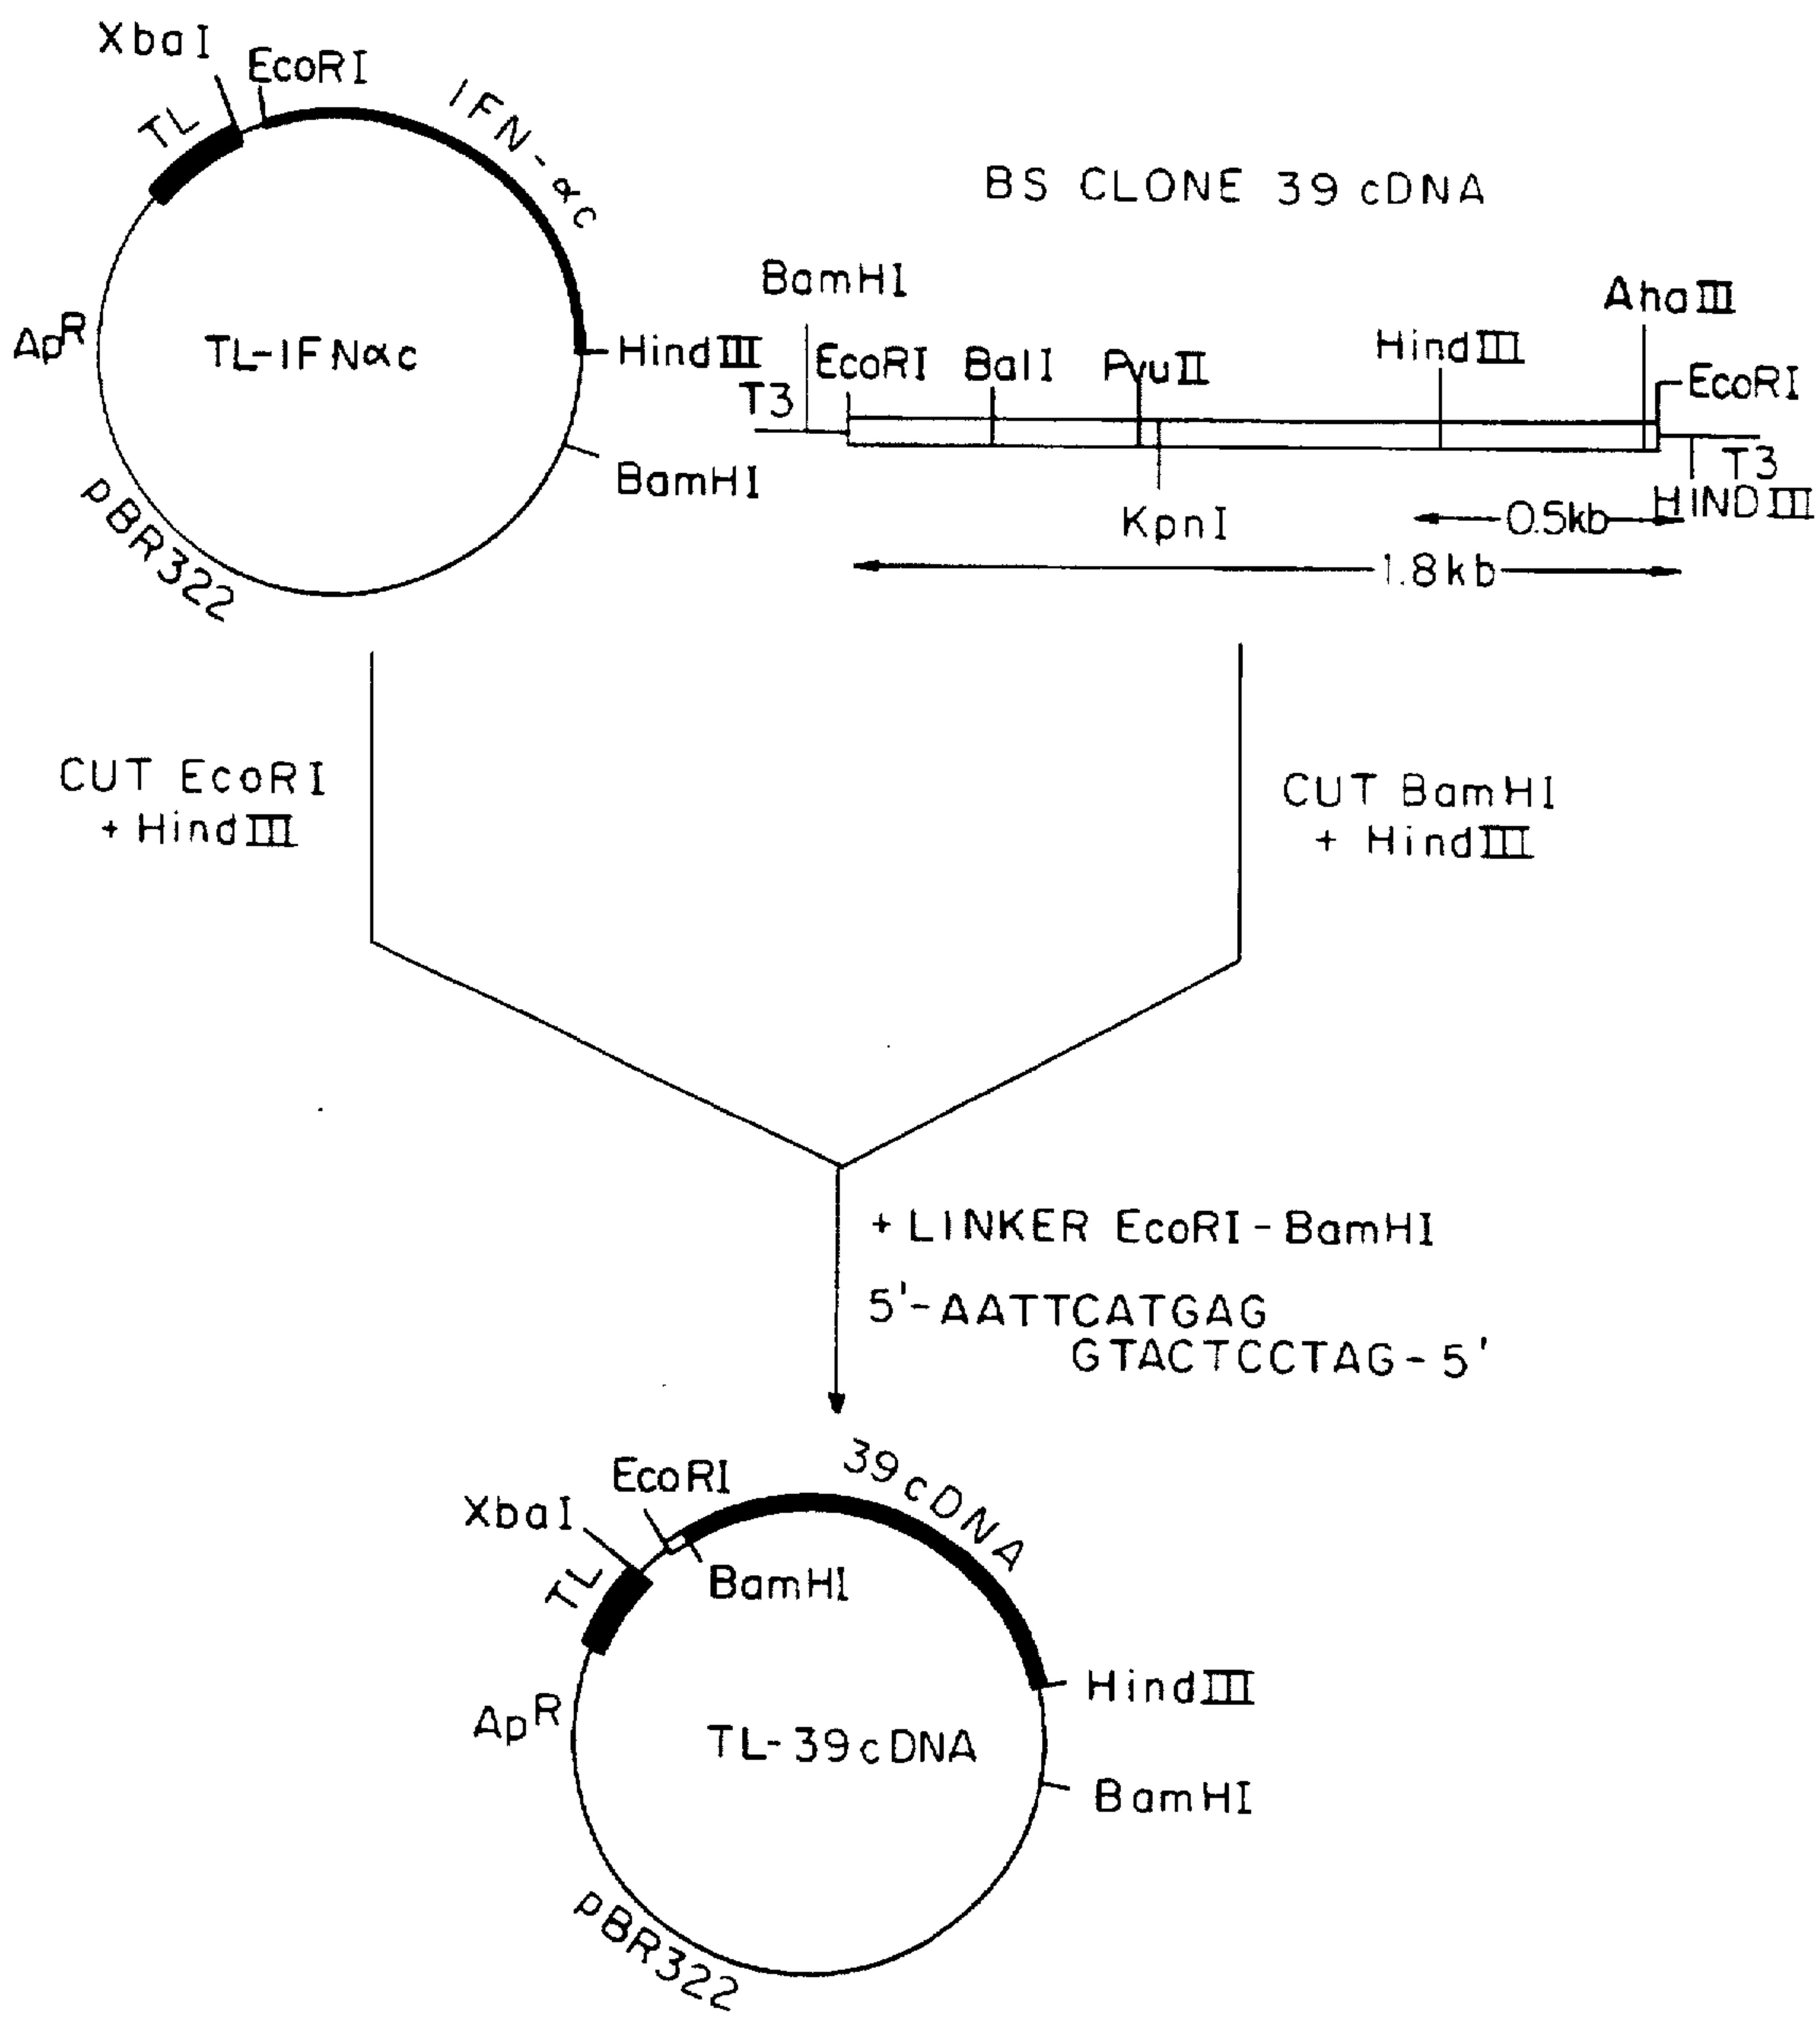 XbaI
EcoRI
TL
IFN-αc
ApR
TL-IFNαc
HindIII
BamHI
pBR322
BS CLONE 39 cDNA
BamHI
T3
EcoRI
BalI
PvuII
KpnI
HindIII
AhaIII
EcoRI
T3
HINDIII
0.5kb
1.8kb
CUT EcoRI
+ HindIII
CUT BamHI
+ HindIII
+ LINKER EcoRI-BamHI
5'-AATTCATGAG
GTACTCCTAG-5'
EcoRI
39cDNA
XbaI
BamHI
TL
HindIII
ApR
TL-39cDNA
BamHI
pBR322